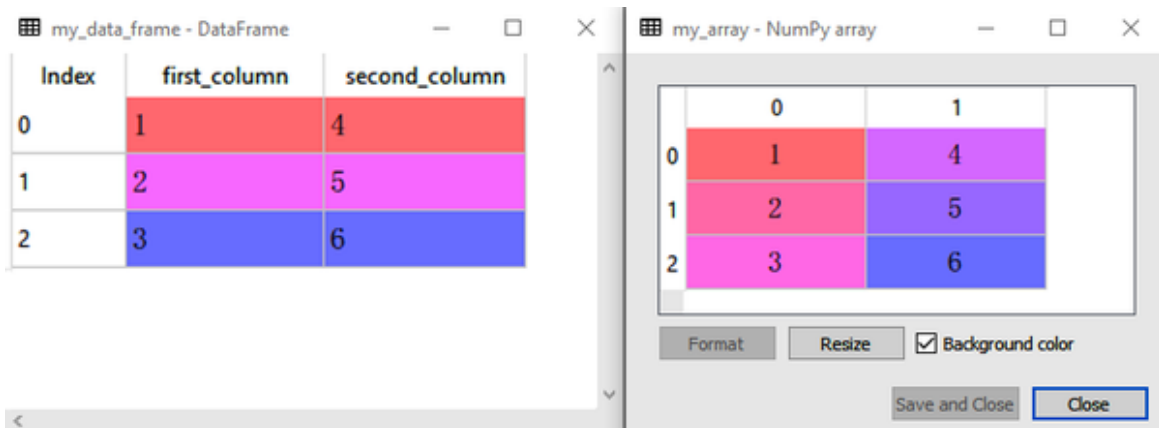 my_data_frame - DataFrame
Index first_column second_column
0 1 4
1 2 5
2 3 6
my_array - NumPy array
0 1
0 1 4
1 2 5
2 3 6
Format Resize Background color
Save and Close Close